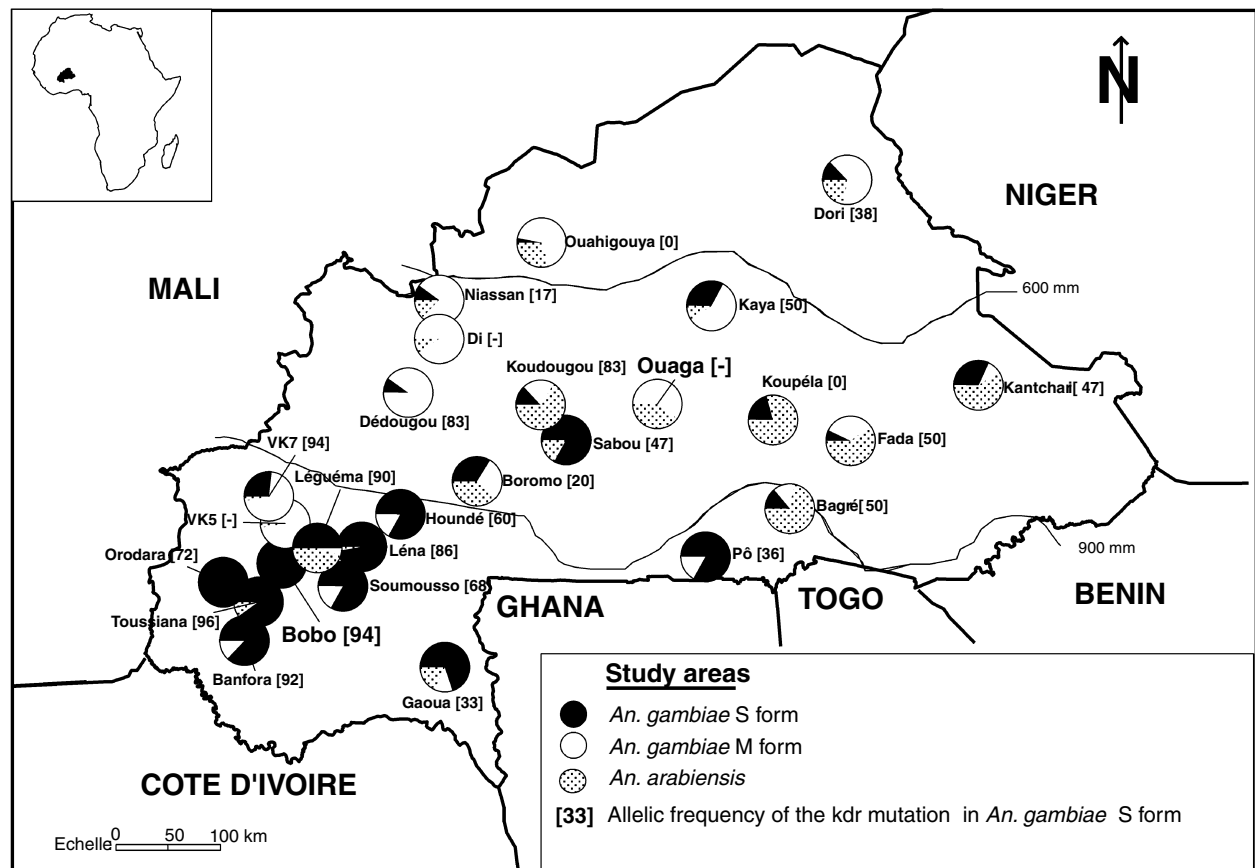 N
NIGER
Dori [38]
Ouahigouya [0]
MALI
Niassan [17]
600 mm
Kaya [50]
Di [-]
Ouaga [-]
Koudougou [83]
Koupéla [0]
Kantchari[ 47]
Dédougou [83]
Sabou [47]
Fada [50]
VK7 [94]
Léguéma [90]
Boromo [20]
Bagré[50]
VK5 [-]
Houndé [60]
900 mm
Orodara [72]
Léna [86]
Pô [36]
Soumousso [68]
GHANA
TOGO
BENIN
Toussiana [96]
Bobo [94]
Banfora [92]
Gaoua [33]
COTE D'IVOIRE
Echelle
0 50 100 km
Study areas
An. gambiae S form
An. gambiae M form
An. arabiensis
[33] Allelic frequency of the kdr mutation in An. gambiae S form